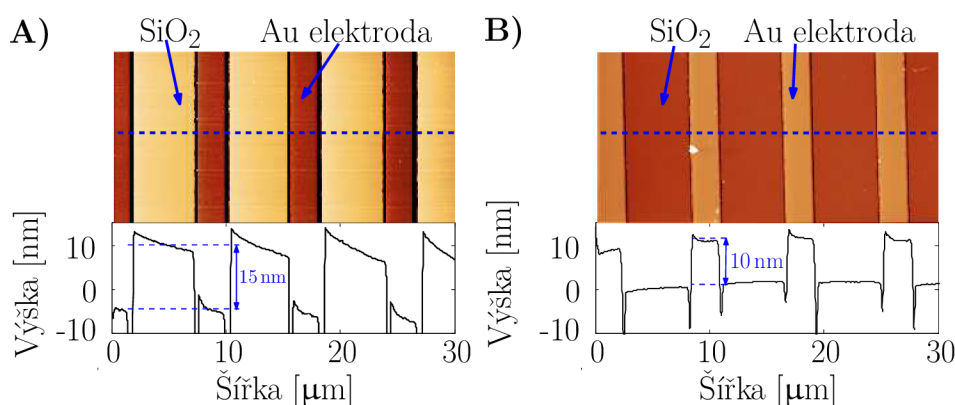 A)
SiO₂
Au elektroda
Výška [nm]
10
0
-10
15 nm
0
10
20
30
Šířka [μm]
B)
SiO₂
Au elektroda
Výška [nm]
10
0
-10
10 nm
0
10
20
30
Šířka [μm]